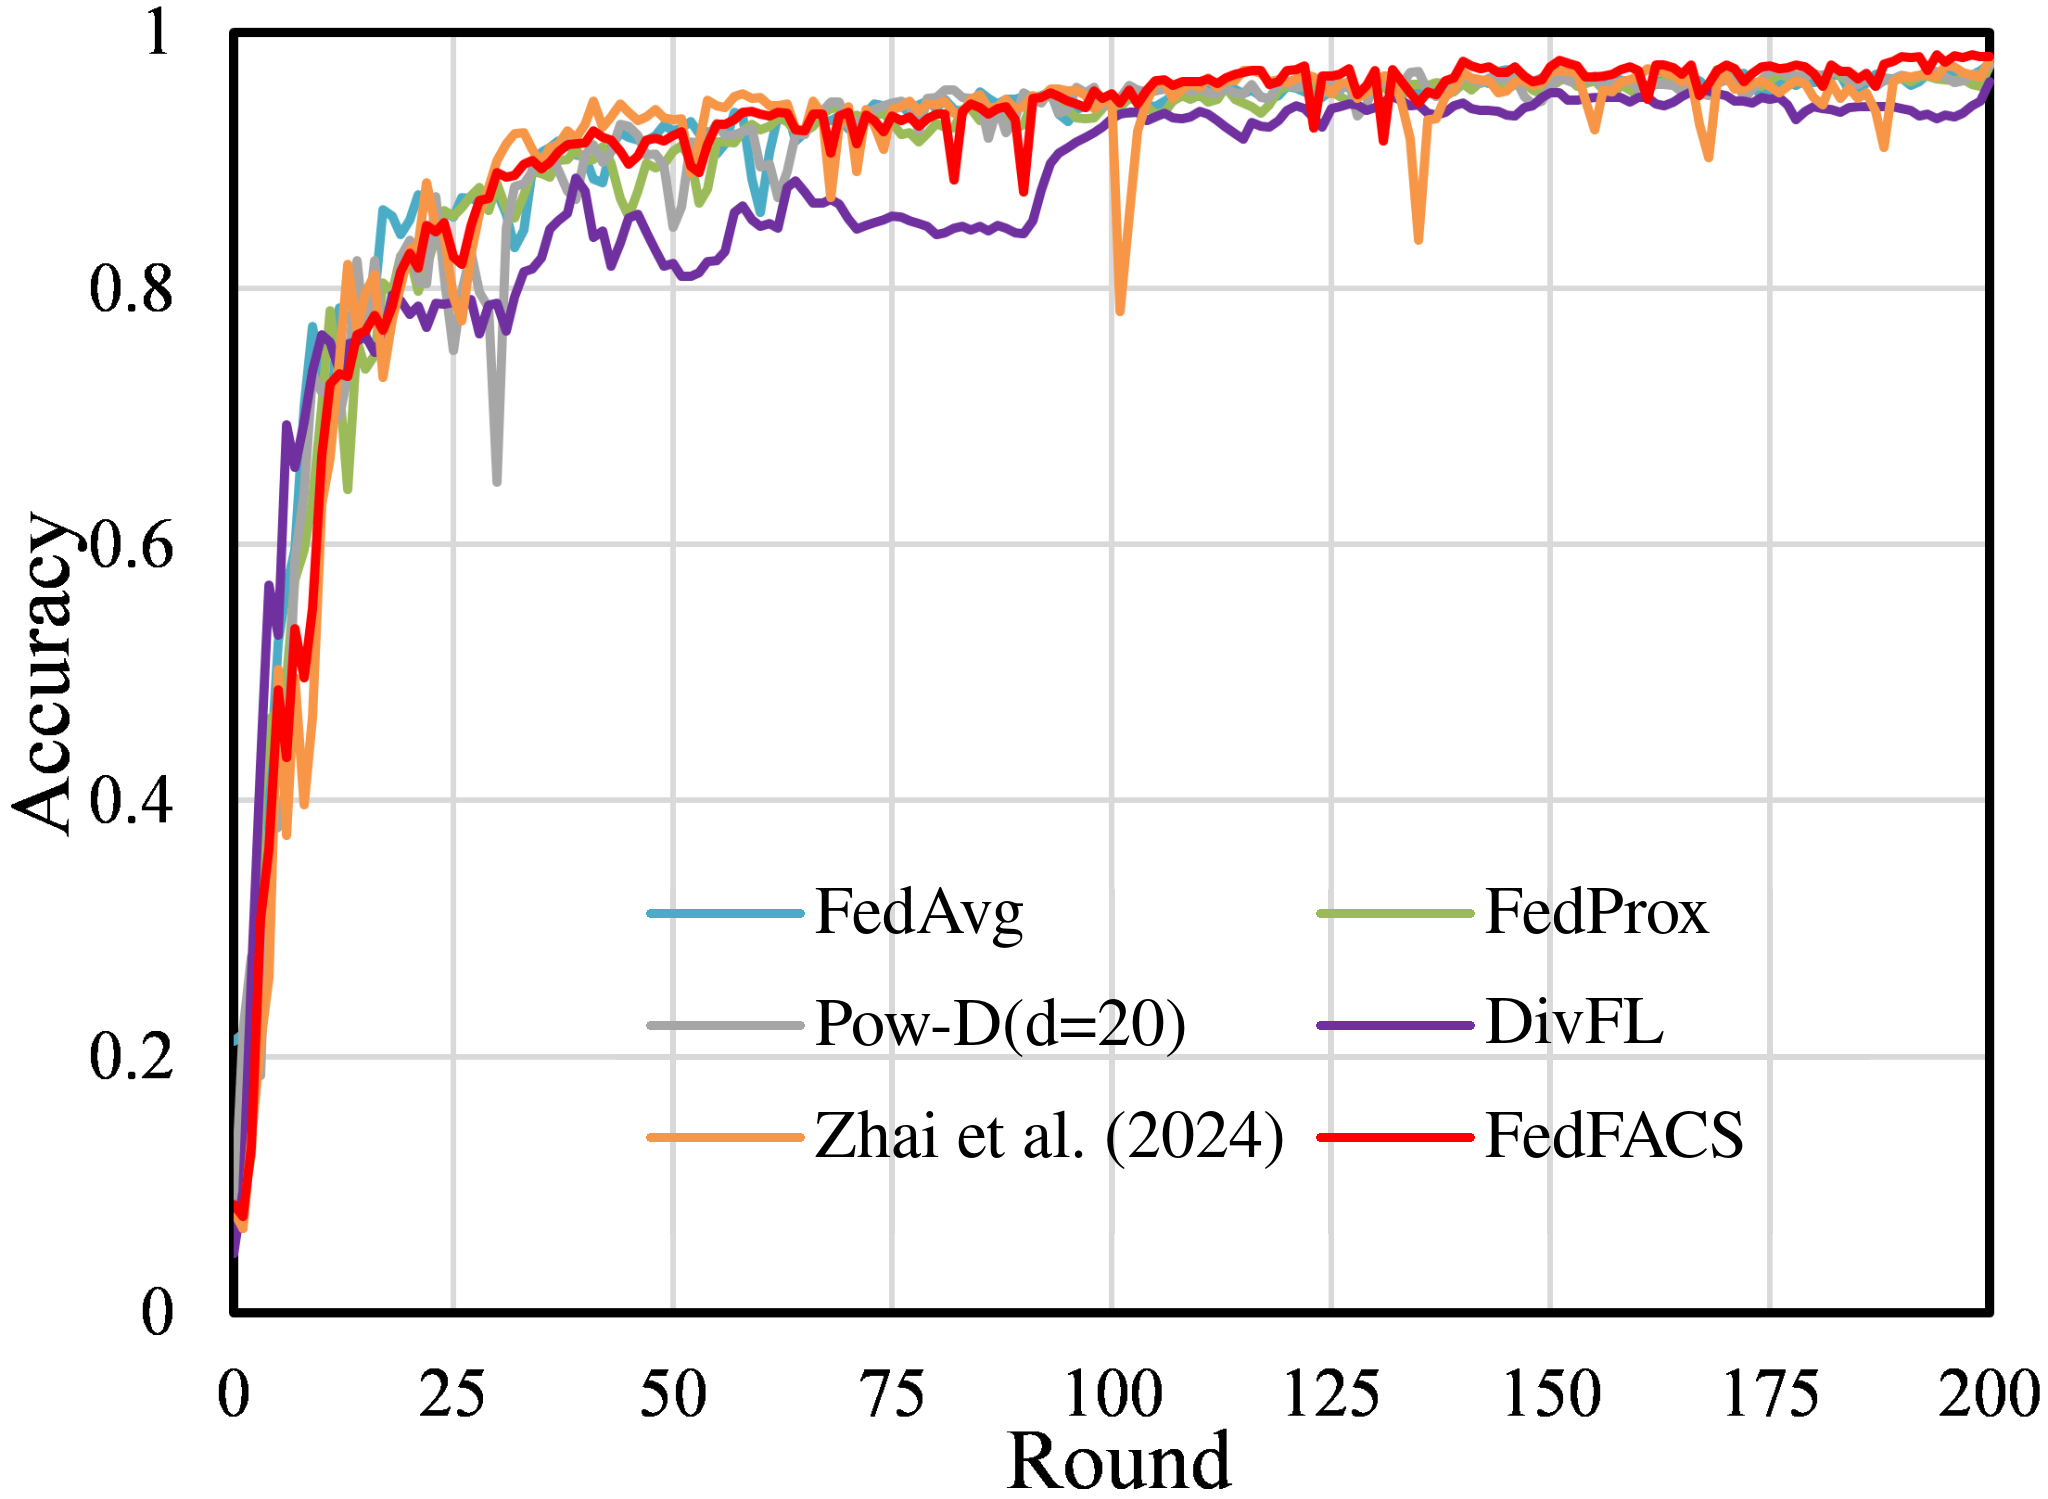 1
0.8
0.6
0.4
0.2
0
Accuracy
FedAvg FedProx
Pow-D(d=20) DivFL
Zhai et al. (2024) FedFACS
0 25 50 75 100 125 150 175 200
Round